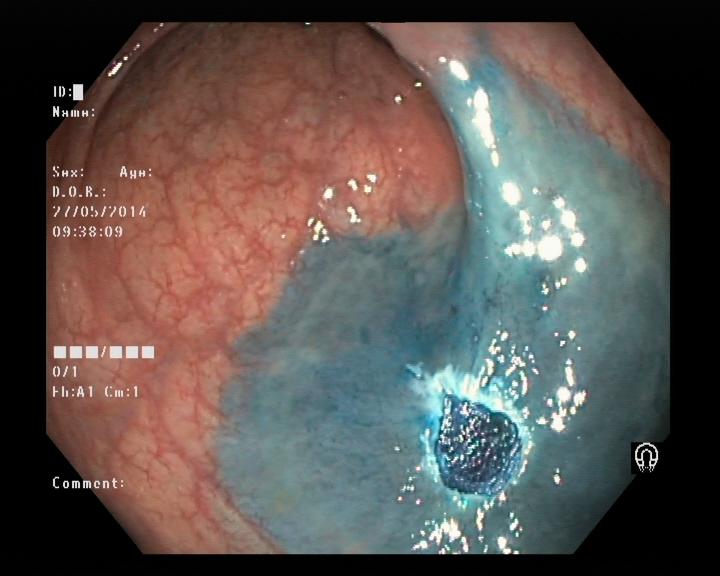 ID:
Name:
Sex: Age:
D.O.B.:
27/05/2014
09:38:09
■■■/■■■
0/1
Eh:A1 Cm:1
Comment: